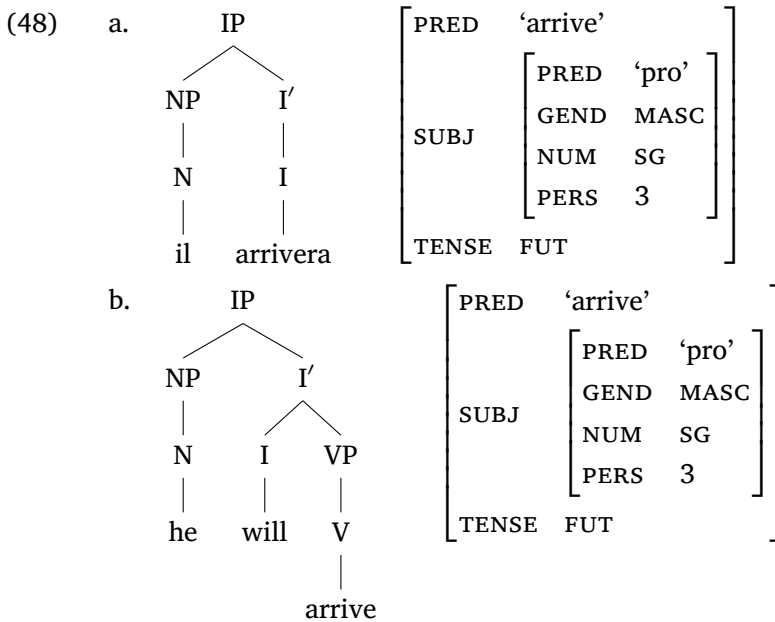 (48) a. IP PRED ‘arrive’
NP I′ SUBJ PRED ‘pro’
GEND MASC
N I NUM SG
PERS 3
il arrivera TENSE FUT
b. IP PRED ‘arrive’
NP I′ SUBJ PRED ‘pro’
GEND MASC
N I VP NUM SG
PERS 3
he will V TENSE FUT
arrive